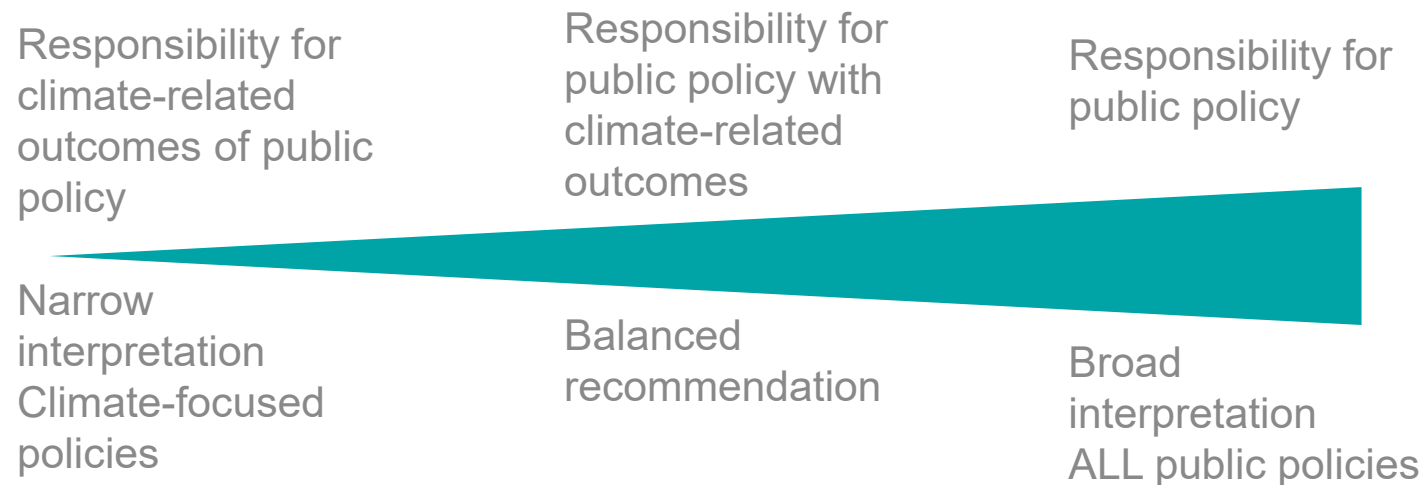 Responsibility for
climate-related
outcomes of public
policy
Responsibility for
public policy with
climate-related
outcomes
Responsibility for
public policy
Narrow
interpretation
Climate-focused
policies
Balanced
recommendation
Broad
interpretation
ALL public policies